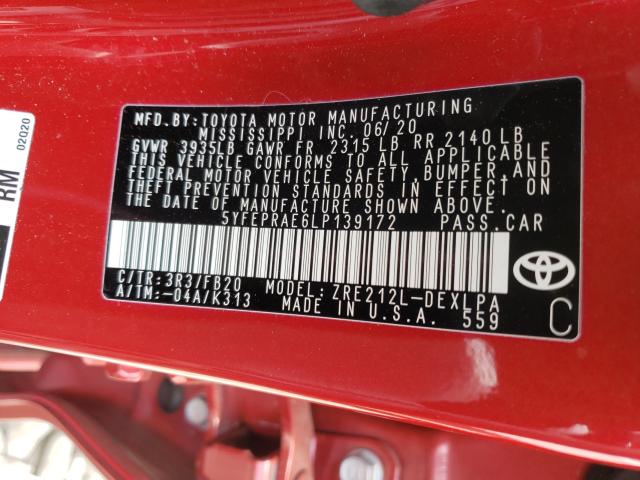 MFD.BY:TOYOTA MOTOR MANUFACTURING
MISSISSIPPI INC. 06/20
GVWR 3935LB GAWR FR 2315 LB RR 2140 LB
THIS VEHICLE CONFORMS TO ALL APPLICABLE
FEDERAL MOTOR VEHICLE SAFETY,BUMPER,AND
THEFT PREVENTION STANDARDS IN EFFECT ON
THE DATE OF MANUFACTURE SHOWN ABOVE.
5YFEPRAE6LP139172 PASS.CAR
C/TR:3R3/FB20 MODEL:ZRE212L-DEXLPA
A/TM:-04A/K313 MADE IN U.S.A. 559
C
RM
02020